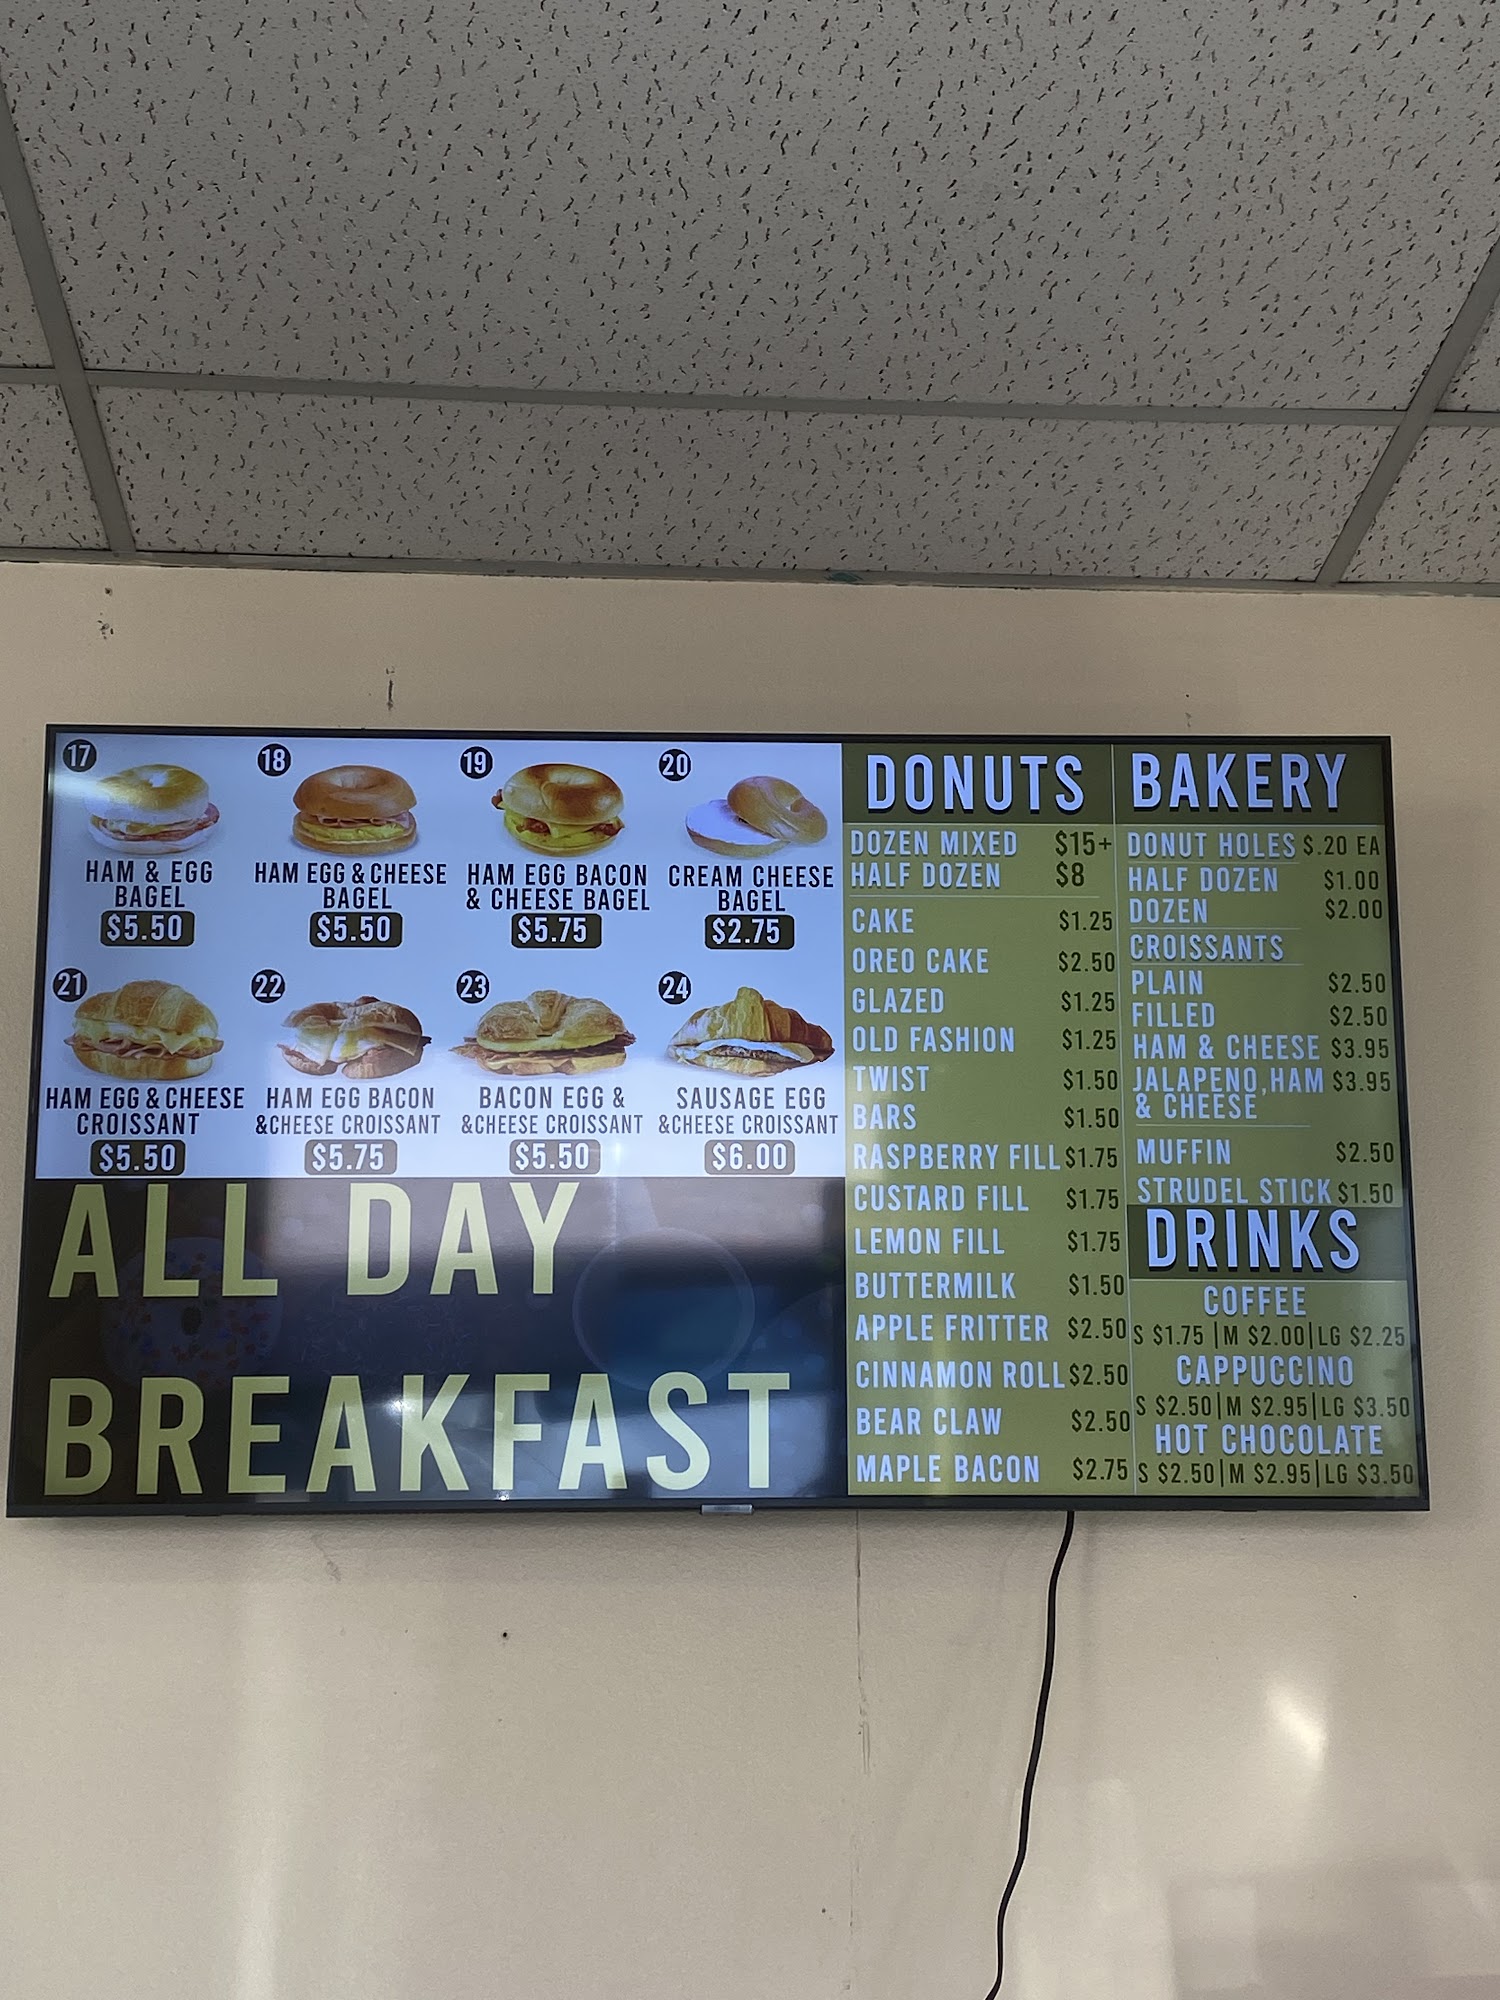 17
HAM & EGG
BAGEL
$5.50
18
HAM EGG & CHEESE
BAGEL
$5.50
19
HAM EGG BACON
& CHEESE BAGEL
$5.75
20
CREAM CHEESE
BAGEL
$2.75
21
HAM EGG & CHEESE
CROISSANT
$5.50
22
HAM EGG BACON
&CHEESE CROISSANT
$5.75
23
BACON EGG &
&CHEESE CROISSANT
$5.50
24
SAUSAGE EGG
&CHEESE CROISSANT
$6.00
ALL DAY
BREAKFAST
DONUTS
DOZEN MIXED $15+
HALF DOZEN $8
CAKE $1.25
OREO CAKE $2.50
GLAZED $1.25
OLD FASHION $1.25
TWIST $1.50
BARS $1.50
RASPBERRY FILL $1.75
CUSTARD FILL $1.75
LEMON FILL $1.75
BUTTERMILK $1.50
APPLE FRITTER $2.50
CINNAMON ROLL $2.50
BEAR CLAW $2.50
MAPLE BACON $2.75
BAKERY
DONUT HOLES $.20 EA
HALF DOZEN $1.00
DOZEN $2.00
CROISSANTS
PLAIN $2.50
FILLED $2.50
HAM & CHEESE $3.95
JALAPENO,HAM $3.95
& CHEESE
MUFFIN $2.50
STRUDEL STICK $1.50
DRINKS
COFFEE
S $1.75 |M $2.00|LG $2.25
CAPPUCCINO
S $2.50|M $2.95|LG $3.50
HOT CHOCOLATE
S $2.50|M $2.95|LG $3.50